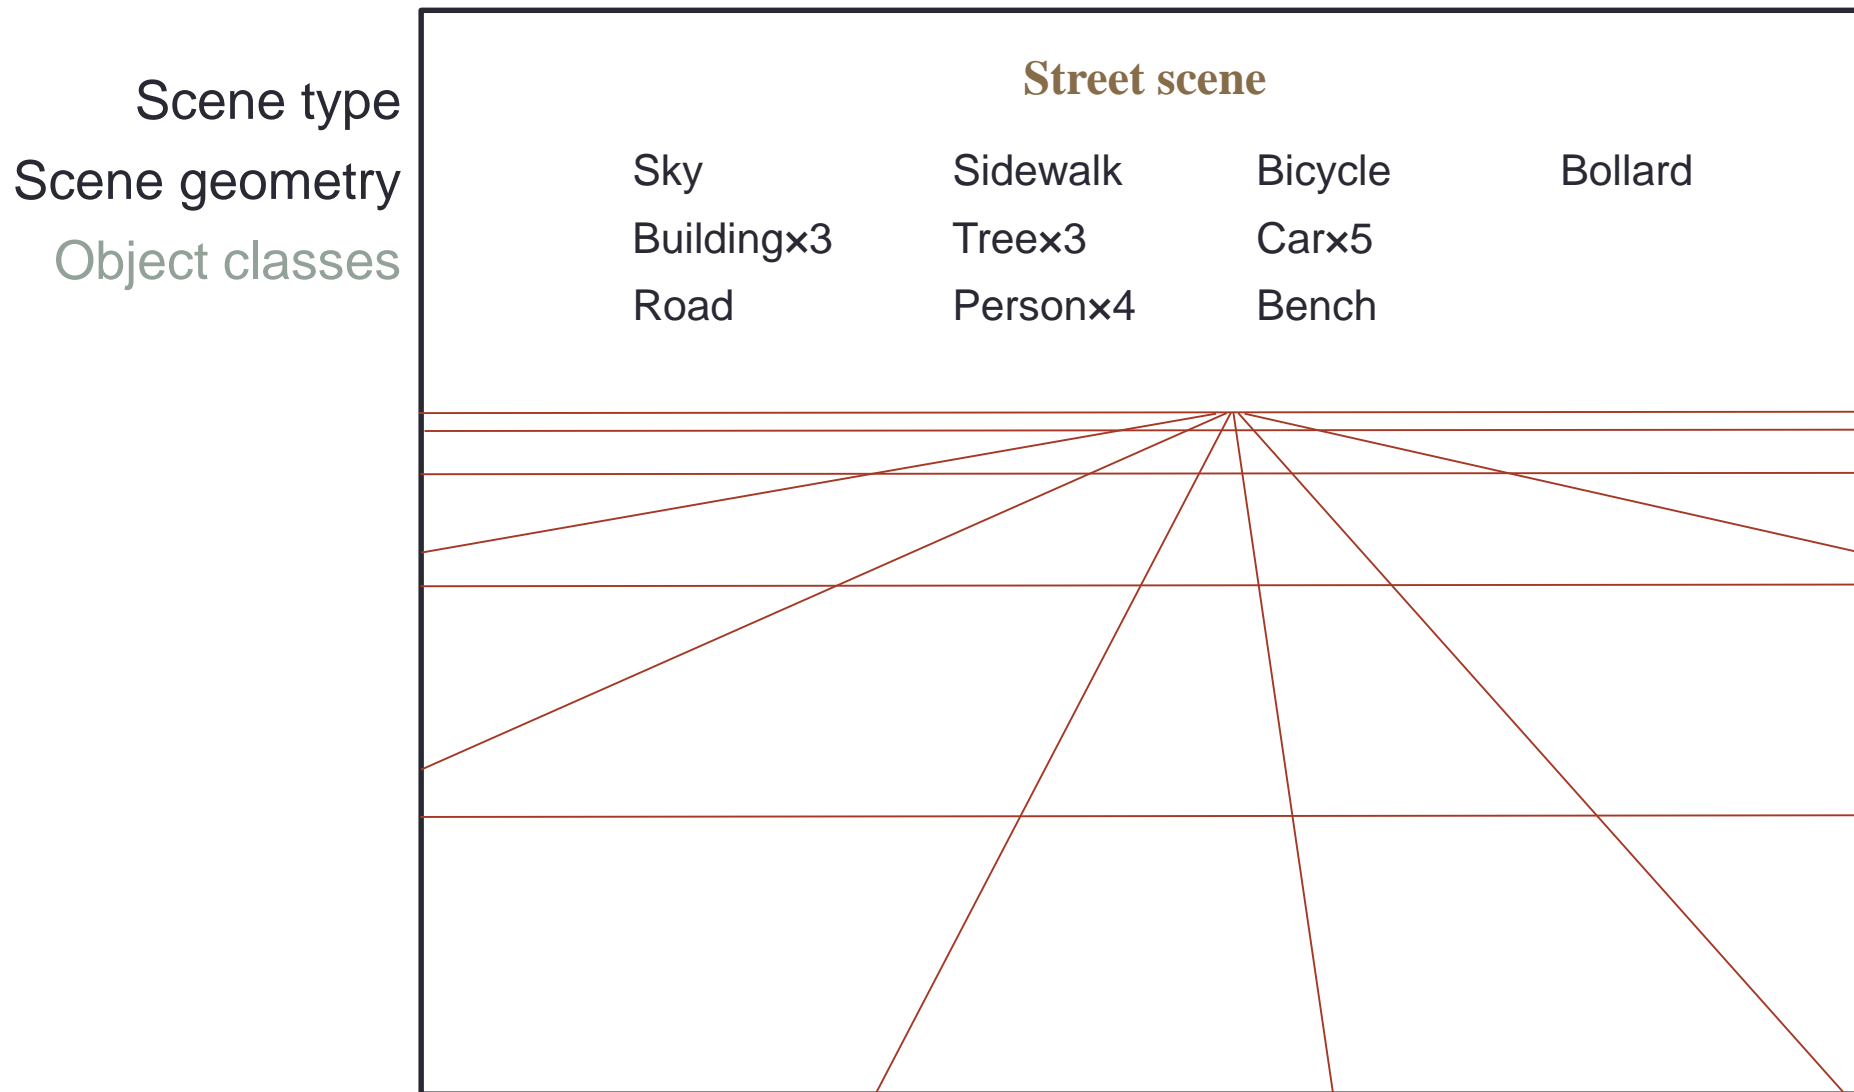 Scene type
Scene geometry
Object classes
Street scene
Sky Sidewalk Bicycle Bollard
Building×3 Tree×3 Car×5
Road Person×4 Bench